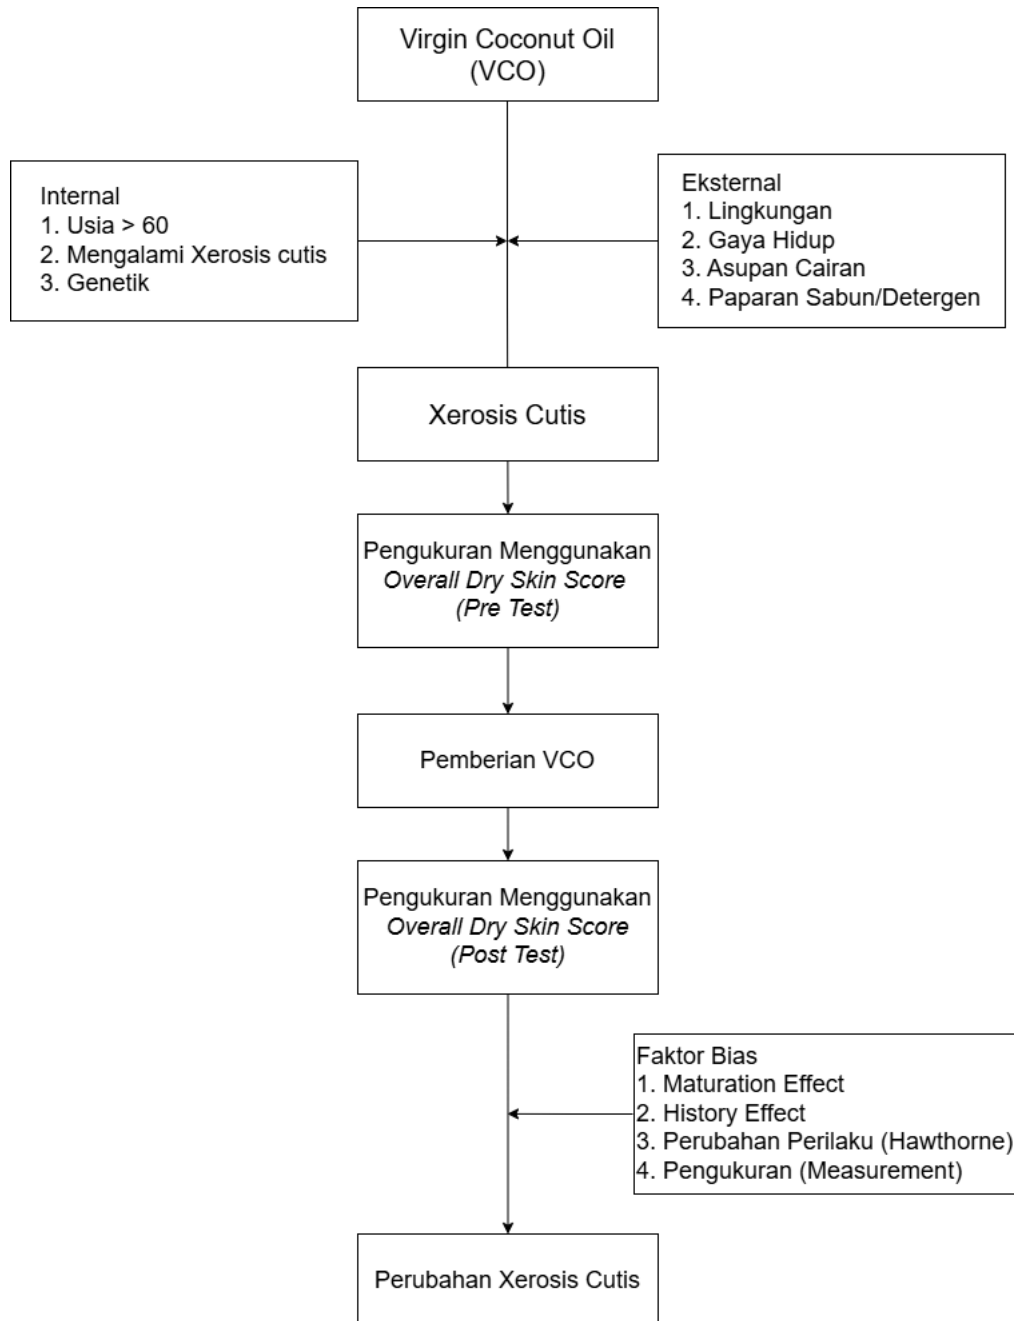 Virgin Coconut Oil
(VCO)
Internal
1. Usia > 60
2. Mengalami Xerosis cutis
3. Genetik
Eksternal
1. Lingkungan
2. Gaya Hidup
3. Asupan Cairan
4. Paparan Sabun/Detergen
Xerosis Cutis
Pengukuran Menggunakan
Overall Dry Skin Score
(Pre Test)
Pemberian VCO
Pengukuran Menggunakan
Overall Dry Skin Score
(Post Test)
Faktor Bias
1. Maturation Effect
2. History Effect
3. Perubahan Perilaku (Hawthorne)
4. Pengukuran (Measurement)
Perubahan Xerosis Cutis